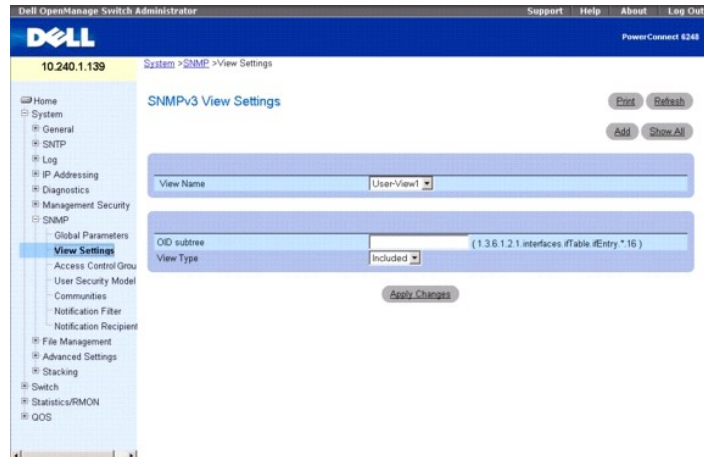 Dell OpenManage Switch Administrator
Support Help About Log Out
DELL
PowerConnect 6248
10.240.1.139
System >SNMP >View Settings
Home
System
General
SNTP
Log
IP Addressing
Diagnostics
Management Security
SNMP
Global Parameters
View Settings
Access Control Grou
User Security Model
Communities
Notification Filter
Notification Recipient
File Management
Advanced Settings
Stacking
Switch
Statistics/RMON
QOS
SNMPv3 View Settings
Print Refresh
Add Show All
View Name User-View1
OID subtree ( 1.3.6.1.2.1.interfaces.ifTable.ifEntry.*.16 )
View Type Included
Apply Changes